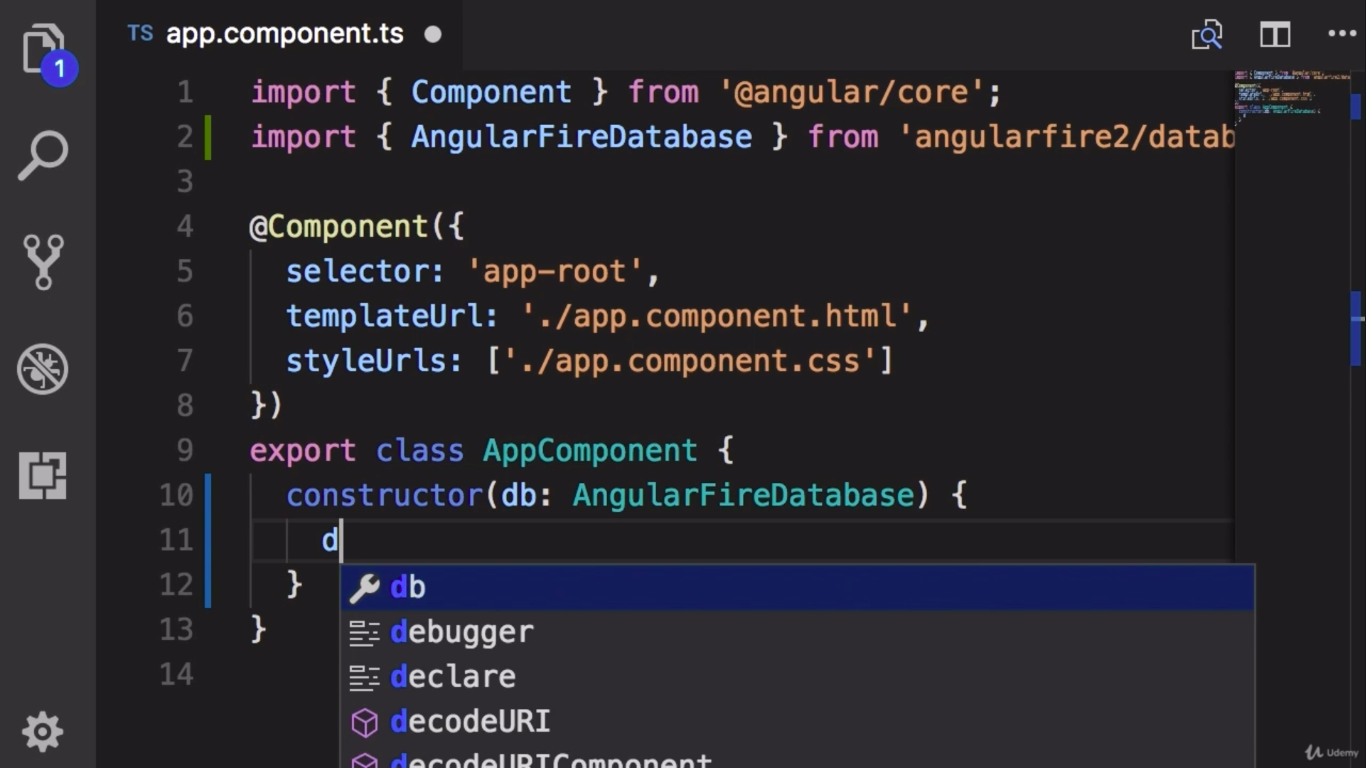 TS app.component.ts
1
1 import { Component } from '@angular/core';
2 import { AngularFireDatabase } from 'angularfire2/datab
3
4 @Component({
5 selector: 'app-root',
6 templateUrl: './app.component.html',
7 styleUrls: ['./app.component.css']
8 })
9 export class AppComponent {
10 constructor(db: AngularFireDatabase) {
11 d
12 }
db
debugger
declare
decodeURI
decodeURIComponent
13 }
14
Udemy